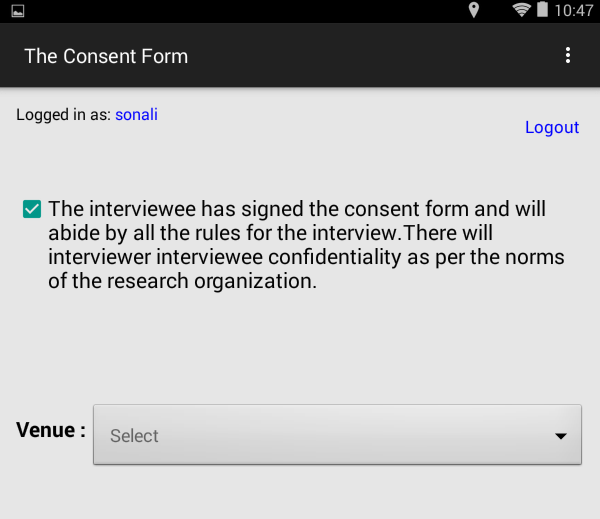 10:47
The Consent Form
Logged in as: sonali
Logout
The interviewee has signed the consent form and will
abide by all the rules for the interview.There will
interviewer interviewee confidentiality as per the norms
of the research organization.
Venue :
Select